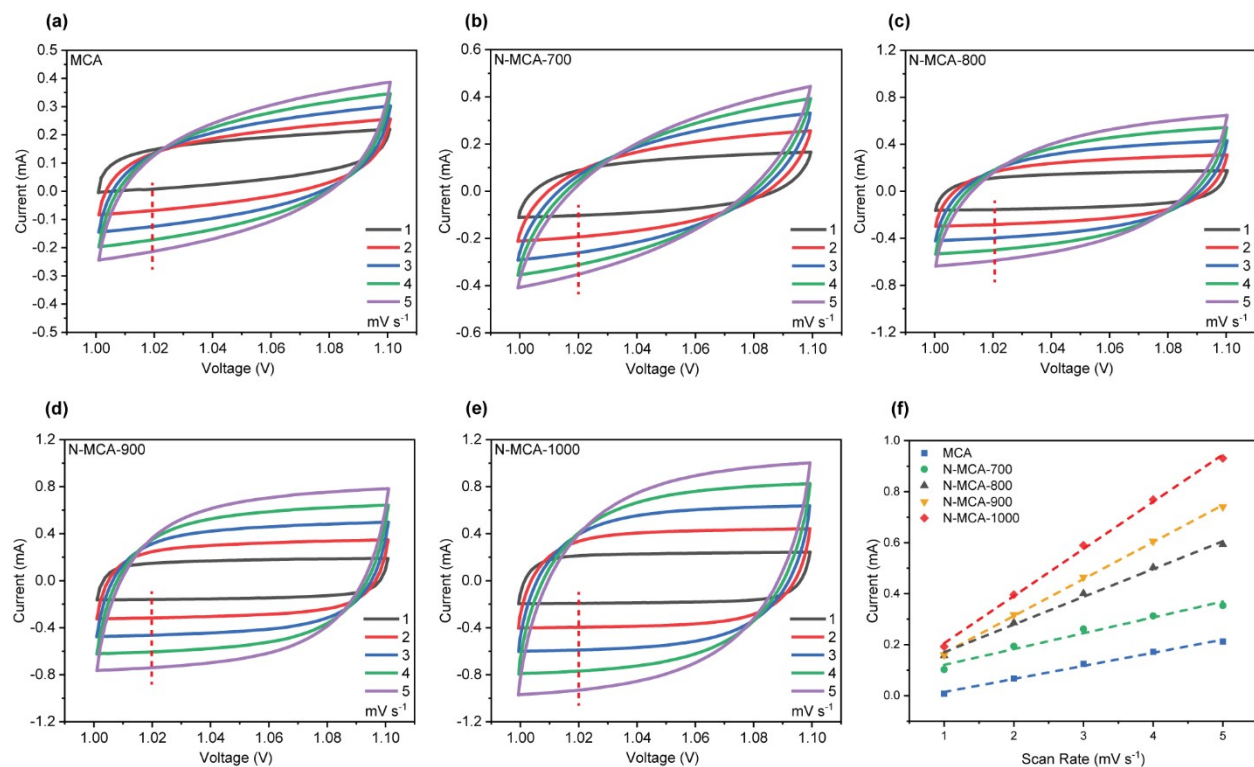 (a)
MCA
0.5
0.4
0.3
0.2
0.1
0.0
-0.1
-0.2
-0.3
-0.4
-0.5
Current (mA)
1
2
3
4
5
mV s⁻¹
1.00 1.02 1.04 1.06 1.08 1.10
Voltage (V)
(b)
N-MCA-700
0.6
0.4
0.2
0.0
-0.2
-0.4
-0.6
Current (mA)
1
2
3
4
5
mV s⁻¹
1.00 1.02 1.04 1.06 1.08 1.10
Voltage (V)
(c)
N-MCA-800
1.2
0.8
0.4
0.0
-0.4
-0.8
-1.2
Current (mA)
1
2
3
4
5
mV s⁻¹
1.00 1.02 1.04 1.06 1.08 1.10
Voltage (V)
(d)
N-MCA-900
1.2
0.8
0.4
0.0
-0.4
-0.8
-1.2
Current (mA)
1
2
3
4
5
mV s⁻¹
1.00 1.02 1.04 1.06 1.08 1.10
Voltage (V)
(e)
N-MCA-1000
1.2
0.8
0.4
0.0
-0.4
-0.8
-1.2
Current (mA)
1
2
3
4
5
mV s⁻¹
1.00 1.02 1.04 1.06 1.08 1.10
Voltage (V)
(f)
MCA
N-MCA-700
N-MCA-800
N-MCA-900
N-MCA-1000
1.0
0.8
0.6
0.4
0.2
0.0
Current (mA)
1 2 3 4 5
Scan Rate (mV s⁻¹)